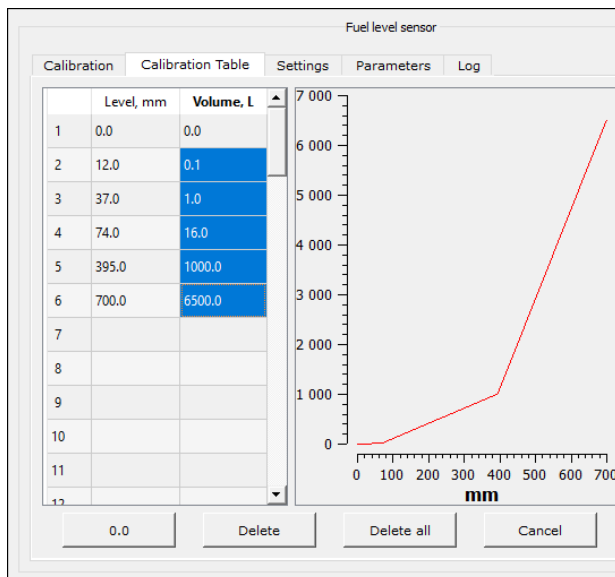 Fuel level sensor
Calibration Calibration Table Settings Parameters Log
Level, mm Volume, L
1 0.0 0.0
2 12.0 0.1
3 37.0 1.0
4 74.0 16.0
5 395.0 1000.0
6 700.0 6500.0
7
8
9
10
11
12
7 000
6 000
5 000
4 000
3 000
2 000
1 000
0
0 100 200 300 400 500 600 700
mm
0.0 Delete Delete all Cancel